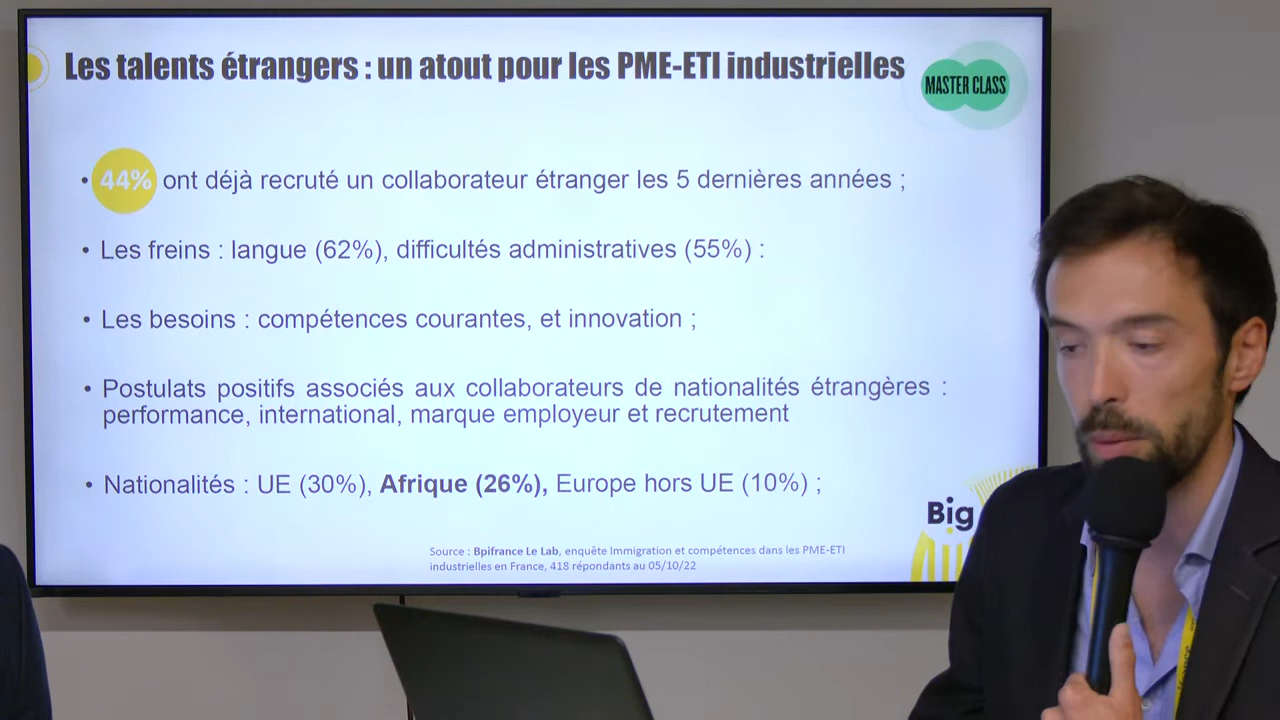 Les talents étrangers : un atout pour les PME-ETI industrielles
MASTER CLASS
• 44% ont déjà recruté un collaborateur étranger les 5 dernières années ;
• Les freins : langue (62%), difficultés administratives (55%) :
• Les besoins : compétences courantes, et innovation ;
• Postulats positifs associés aux collaborateurs de nationalités étrangères :
performance, international, marque employeur et recrutement
• Nationalités : UE (30%), Afrique (26%), Europe hors UE (10%) ;
Big
Source : Bpifrance Le Lab, enquête Immigration et compétences dans les PME-ETI
industrielles en France, 418 répondants au 05/10/22